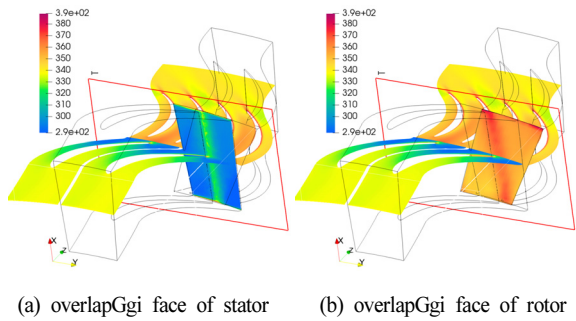 3.9e+02
380
370
360
350
340
330
320
310
300
2.9e+02
T
X
Z
Y
3.9e+02
380
370
360
350
340
330
320
310
300
2.9e+02
T
X
Z
Y
(a) overlapGgi face of stator
(b) overlapGgi face of rotor